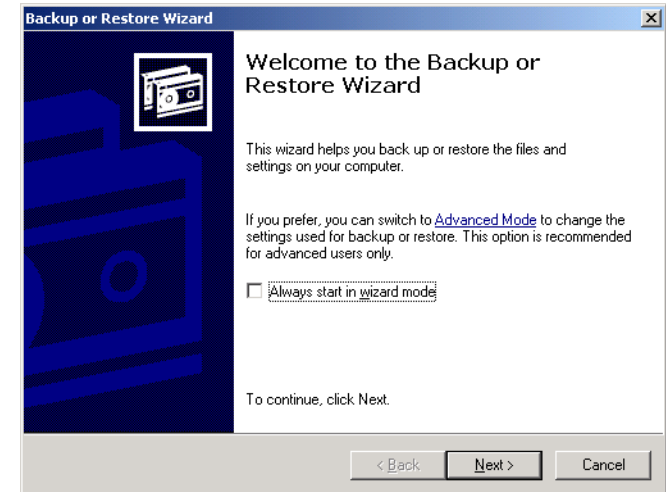 Backup or Restore Wizard
Welcome to the Backup or
Restore Wizard
This wizard helps you back up or restore the files and
settings on your computer.
If you prefer, you can switch to Advanced Mode to change the
settings used for backup or restore. This option is recommended
for advanced users only.
Always start in wizard mode
To continue, click Next.
< Back
Next >
Cancel